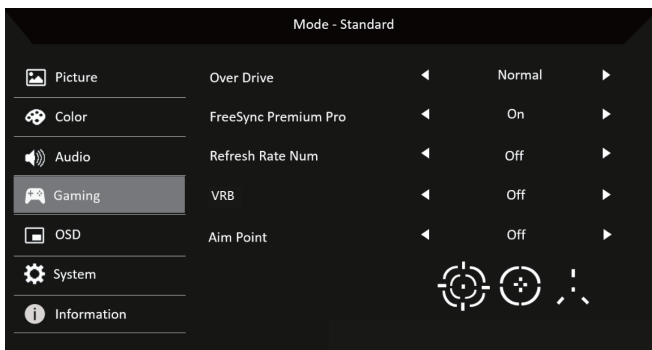 Mode - Standard
Picture
Over Drive Normal
Color
FreeSync Premium Pro On
Audio
Refresh Rate Num Off
Gaming
VRB Off
OSD
Aim Point Off
System
Information